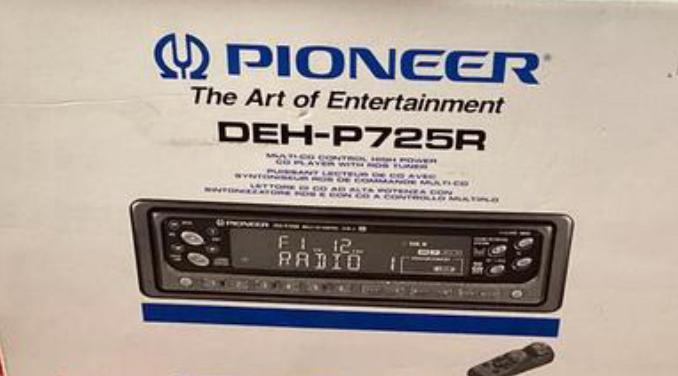 PIONEER
The Art of Entertainment
DEH-P725R
MULTI-CD CONTROL HIGH POWER
CD PLAYER WITH RDS TUNER
PUISSANT LECTEUR DE CD AVEC
SYNTONISEUR RDS DE COMMANDE MULTI-CD
LETTORE DI CD AD ALTA POTENZA CON
SINTONIZZATORE RDS E CON CD A CONTROLLO MULTIPLO
PIONEER
F1 12
RADIO 1